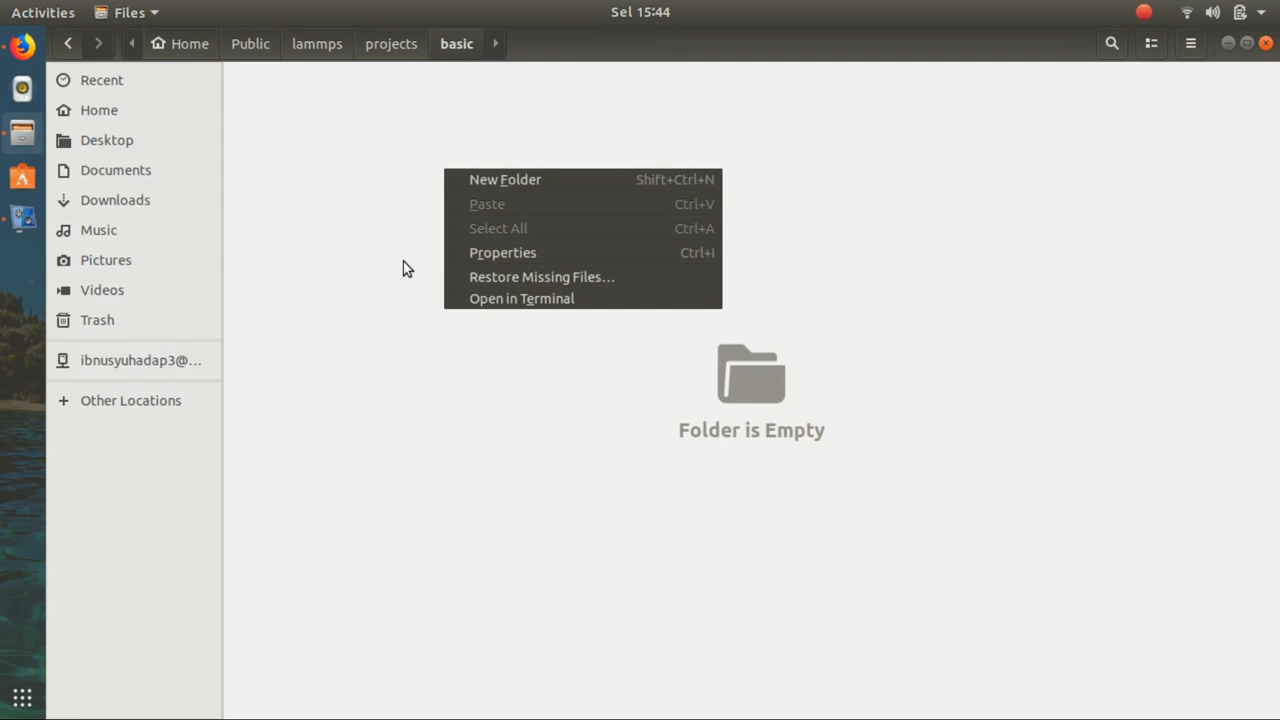 Activities Files Sel 15:44
Home Public lammps projects basic
Recent
Home
Desktop
Documents
Downloads
Music
Pictures
Videos
Trash
ibnusyuhadap3@...
Other Locations
New Folder Shift+Ctrl+N
Paste Ctrl+V
Select All Ctrl+A
Properties Ctrl+I
Restore Missing Files...
Open in Terminal
Folder is Empty